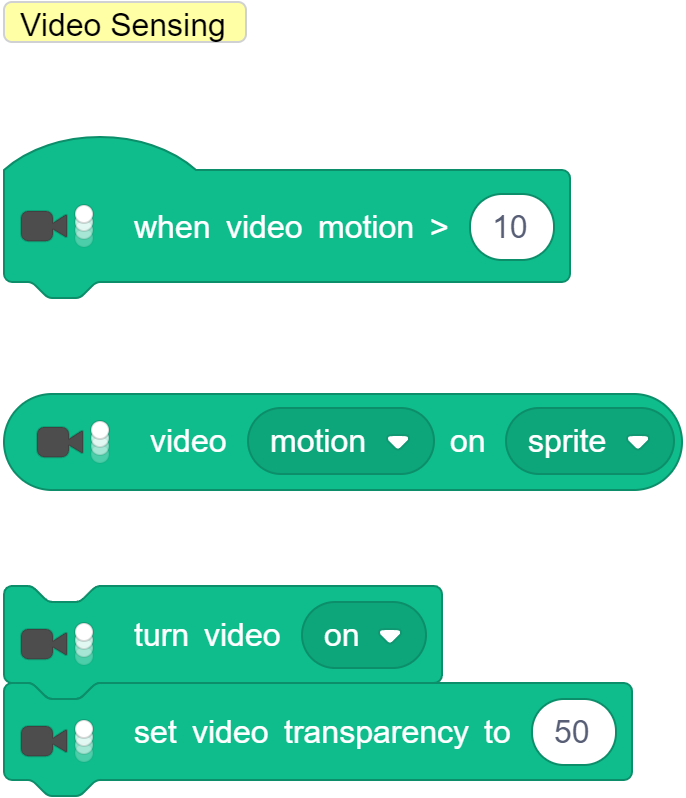 Video Sensing
when video motion > 10
video motion on sprite
turn video on
set video transparency to 50